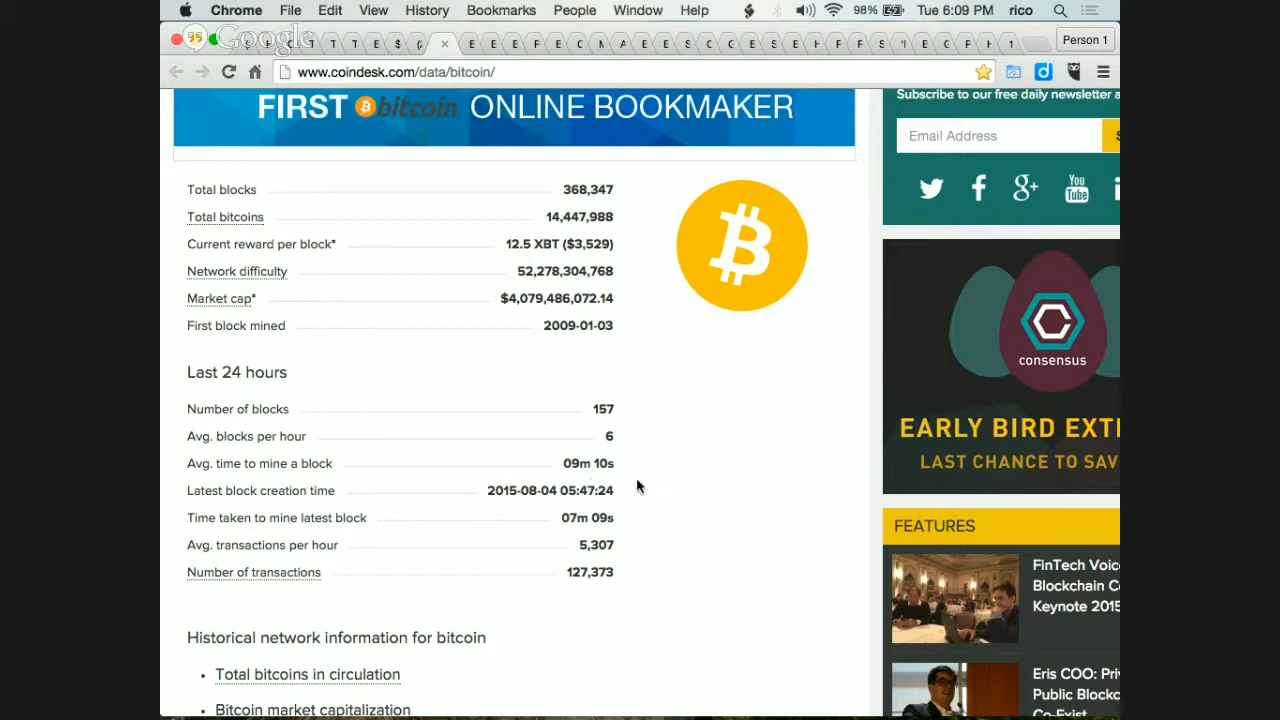 Chrome File Edit View History Bookmarks People Window Help 98% Tue 6:09 PM rico
Google
Person 1
www.coindesk.com/data/bitcoin/
FIRST bitcoin ONLINE BOOKMAKER
Total blocks 368,347
Total bitcoins 14,447,988
Current reward per block* 12.5 XBT ($3,529)
Network difficulty 52,278,304,768
Market cap* $4,079,486,072.14
First block mined 2009-01-03
Last 24 hours
Number of blocks 157
Avg. blocks per hour 6
Avg. time to mine a block 09m 10s
Latest block creation time 2015-08-04 05:47:24
Time taken to mine latest block 07m 09s
Avg. transactions per hour 5,307
Number of transactions 127,373
Historical network information for bitcoin
• Total bitcoins in circulation
• Bitcoin market capitalization
Subscribe to our free daily newsletter a
Email Address S
You
Tube
consensus
EARLY BIRD EXT
LAST CHANCE TO SAV
FEATURES
FinTech Voic
Blockchain C
Keynote 2015
Eris COO: Pri
Public Blockc
Co-Exist